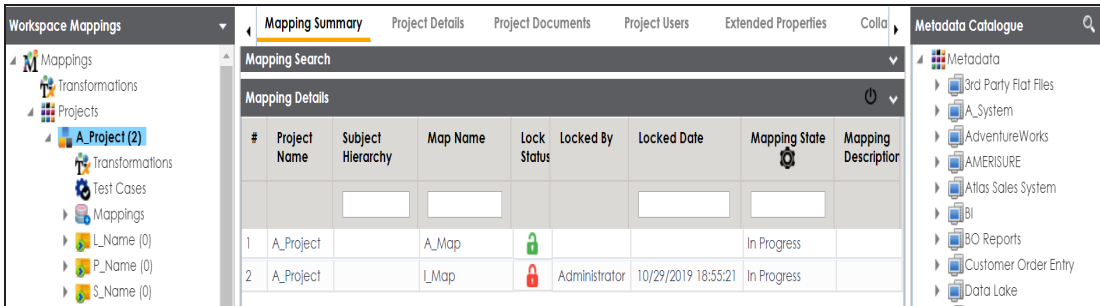 Workspace Mappings
Mappings
Transformations
Projects
A_Project (2)
Transformations
Test Cases
Mappings
L_Name (0)
P_Name (0)
S_Name (0)
Mapping Summary Project Details Project Documents Project Users Extended Properties Colla
Mapping Search
Mapping Details
# Project Name Subject Hierarchy Map Name Lock Status Locked By Locked Date Mapping State Mapping Description
1 A_Project A_Map In Progress
2 A_Project I_Map Administrator 10/29/2019 18:55:21 In Progress
Metadata Catalogue
Metadata
3rd Party Flat Files
A_System
AdventureWorks
AMERISURE
Atlas Sales System
BI
BO Reports
Customer Order Entry
Data Lake